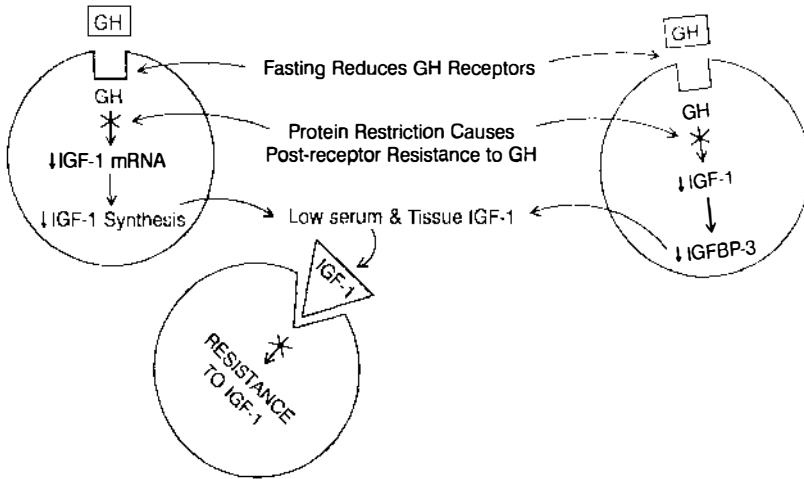 GH
GH
Fasting Reduces GH Receptors
GH
GH
Protein Restriction Causes
Post-receptor Resistance to GH
↓IGF-1 mRNA
↓IGF-1
↓IGF-1 Synthesis
Low serum & Tissue IGF-1
↓IGFBP-3
IGF-1
RESISTANCE
TO IGF-1